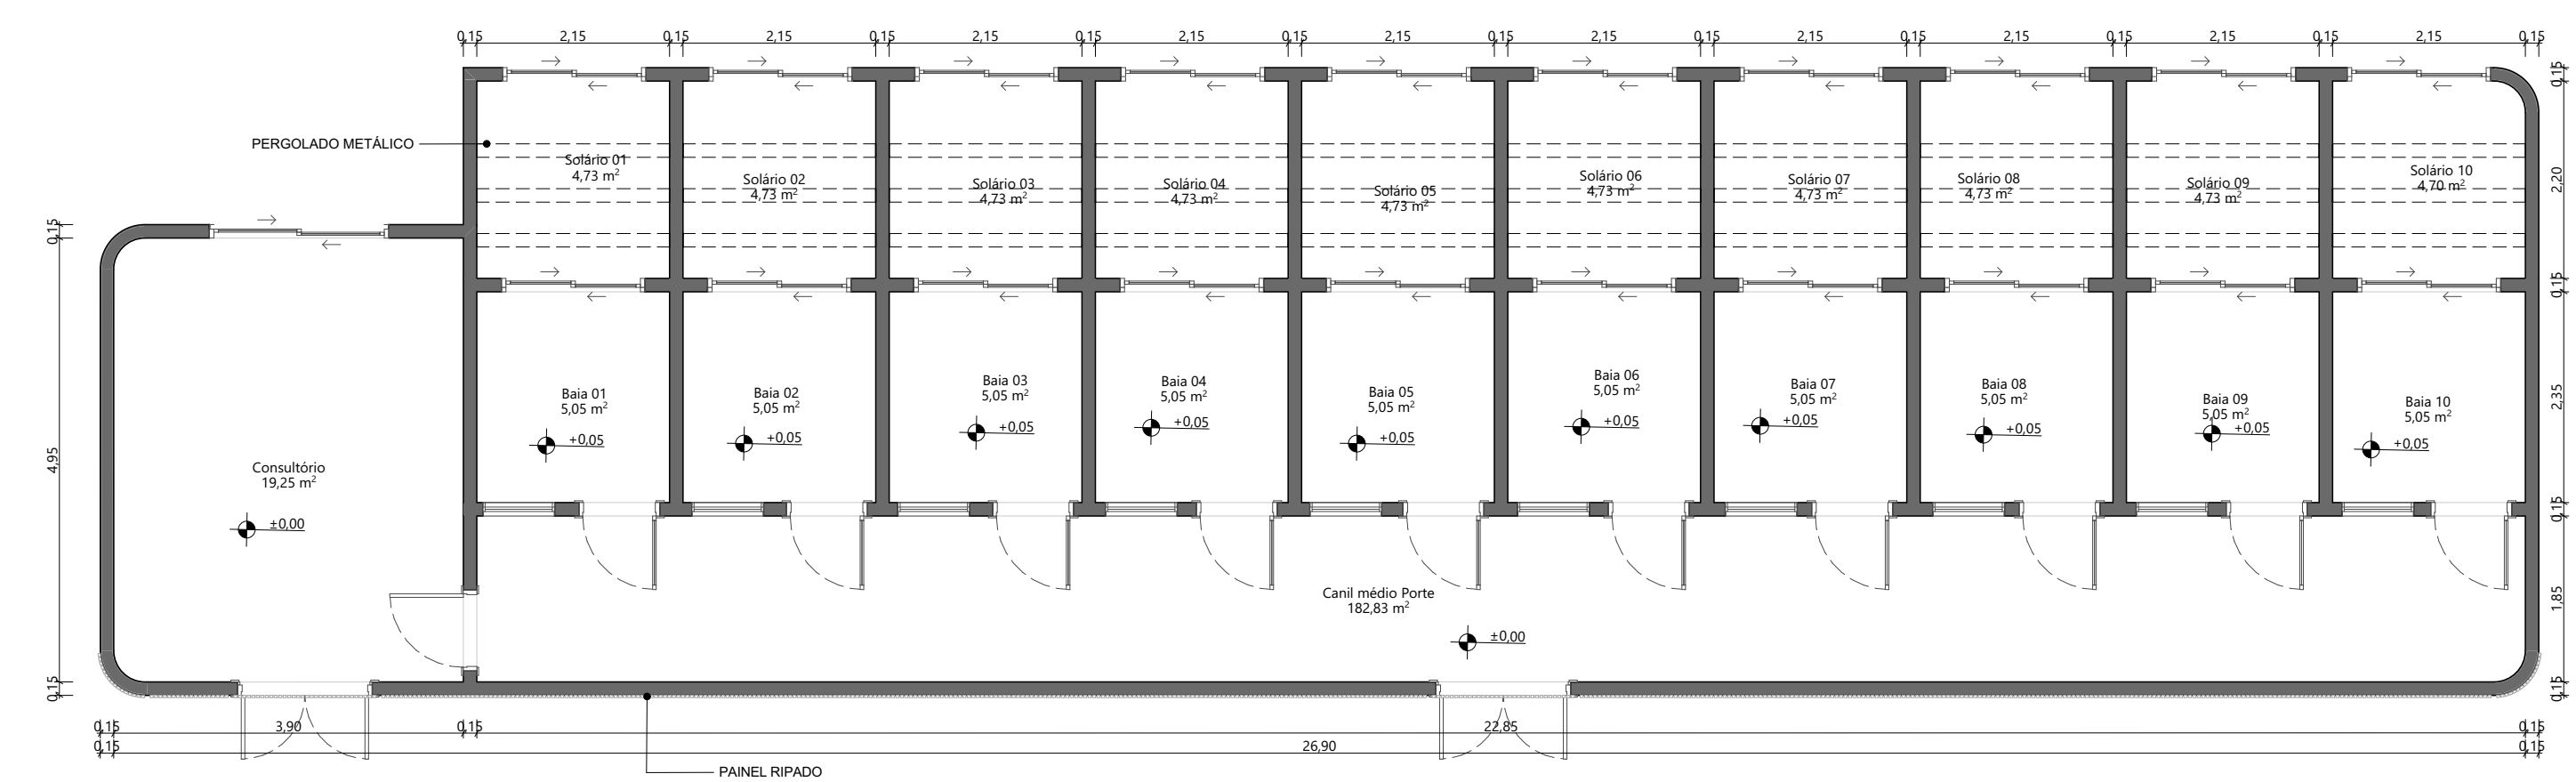 0,15 2,15 0,15 2,15 0,15 2,15 0,15 2,15 0,15 2,15 0,15 2,15 0,15 2,15 0,15 2,15 0,15 2,15 0,15 2,15 0,15
0,15
PERGOLADO METÁLICO
Solário 01
4,73 m²
Solário 02
4,73 m²
Solário 03
4,73 m²
Solário 04
4,73 m²
Solário 05
4,73 m²
Solário 06
4,73 m²
Solário 07
4,73 m²
Solário 08
4,73 m²
Solário 09
4,73 m²
Solário 10
4,70 m²
2,20
0,15
0,15
Baia 01
5,05 m²
+0,05
Baia 02
5,05 m²
+0,05
Baia 03
5,05 m²
+0,05
Baia 04
5,05 m²
+0,05
Baia 05
5,05 m²
+0,05
Baia 06
5,05 m²
+0,05
Baia 07
5,05 m²
+0,05
Baia 08
5,05 m²
+0,05
Baia 09
5,05 m²
+0,05
Baia 10
5,05 m²
+0,05
2,35
4,95
Consultório
19,25 m²
±0,00
0,15
Canil médio Porte
182,83 m²
±0,00
1,85
0,15
0,15
0,15 3,90 0,15 22,85 0,15
0,15 26,90 0,15
PAINEL RIPADO